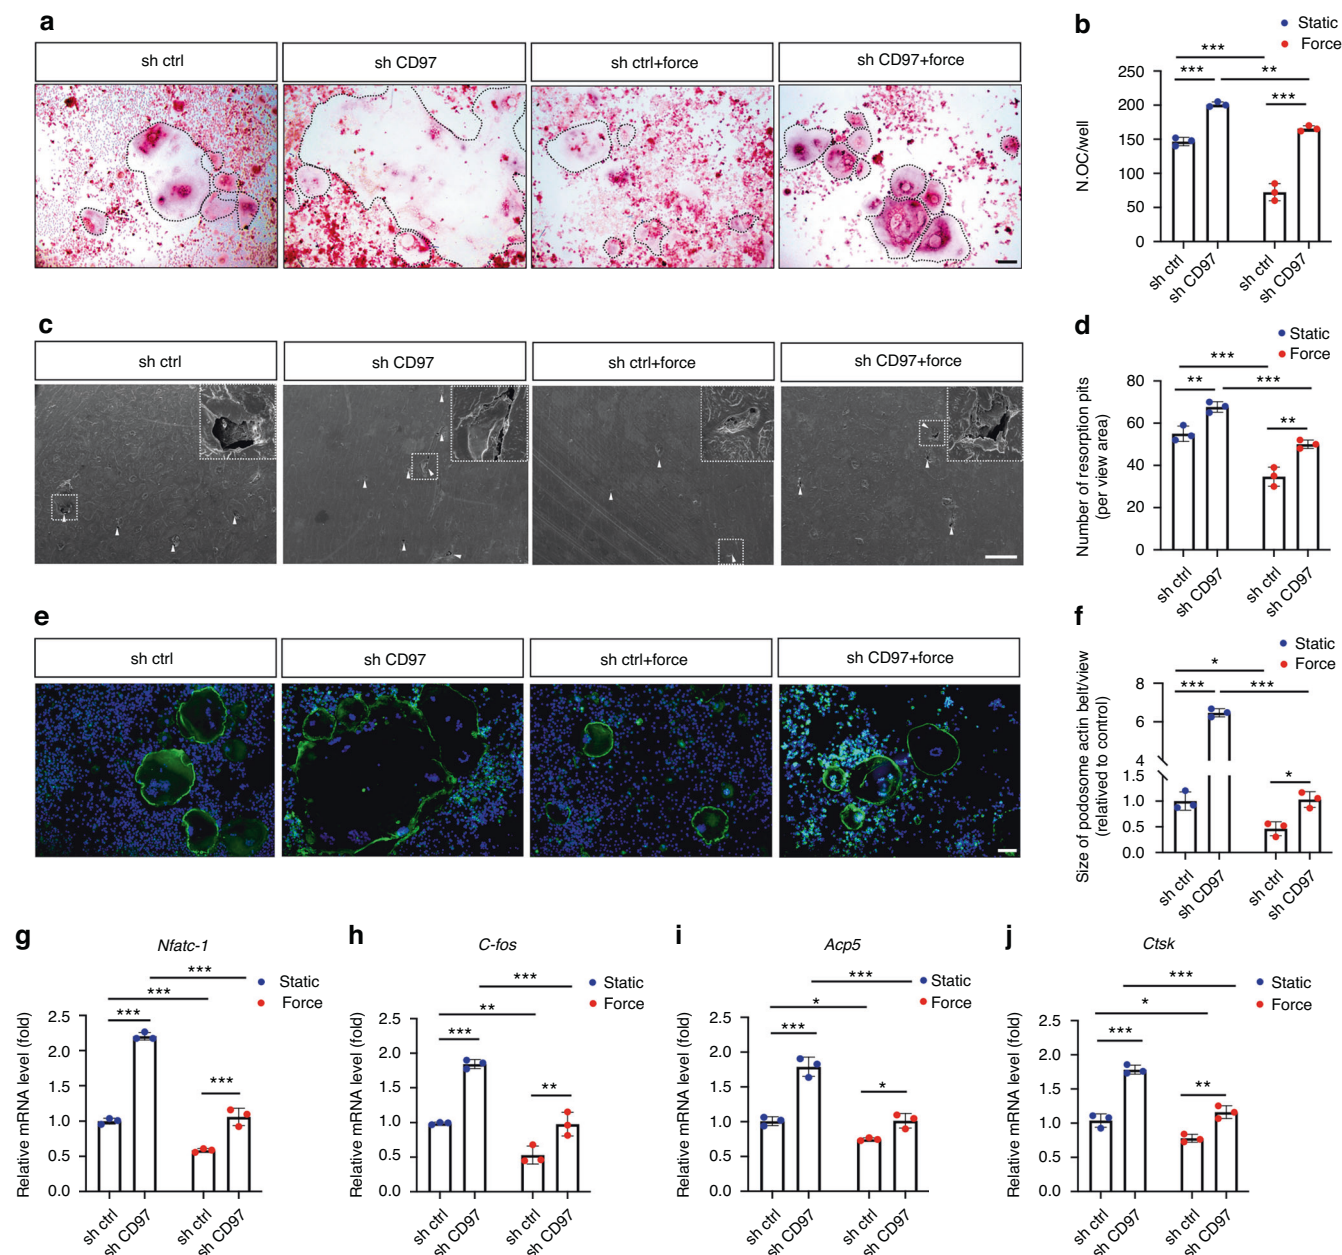 a
sh ctrl
sh CD97
sh ctrl+force
sh CD97+force
b
Static
Force
***
***
**
***
N.OC/well
250
200
150
100
50
0
sh ctrl
sh CD97
sh ctrl
sh CD97
c
sh ctrl
sh CD97
sh ctrl+force
sh CD97+force
d
Static
Force
***
**
***
**
Number of resorption pits
(per view area)
80
60
40
20
0
sh ctrl
sh CD97
sh ctrl
sh CD97
e
sh ctrl
sh CD97
sh ctrl+force
sh CD97+force
f
Static
Force
*
***
***
*
Size of podosome actin belt/view
(relatived to control)
8
6
4
1.5
1.0
0.5
0.0
sh ctrl
sh CD97
sh ctrl
sh CD97
g
Nfatc-1
Static
Force
***
***
***
***
Relative mRNA level (fold)
2.5
2.0
1.5
1.0
0.5
0.0
sh ctrl
sh CD97
sh ctrl
sh CD97
h
C-fos
Static
Force
***
**
***
**
Relative mRNA level (fold)
2.5
2.0
1.5
1.0
0.5
0.0
sh ctrl
sh CD97
sh ctrl
sh CD97
i
Acp5
Static
Force
***
*
***
*
Relative mRNA level (fold)
2.5
2.0
1.5
1.0
0.5
0.0
sh ctrl
sh CD97
sh ctrl
sh CD97
j
Ctsk
Static
Force
***
*
***
**
Relative mRNA level (fold)
2.5
2.0
1.5
1.0
0.5
0.0
sh ctrl
sh CD97
sh ctrl
sh CD97